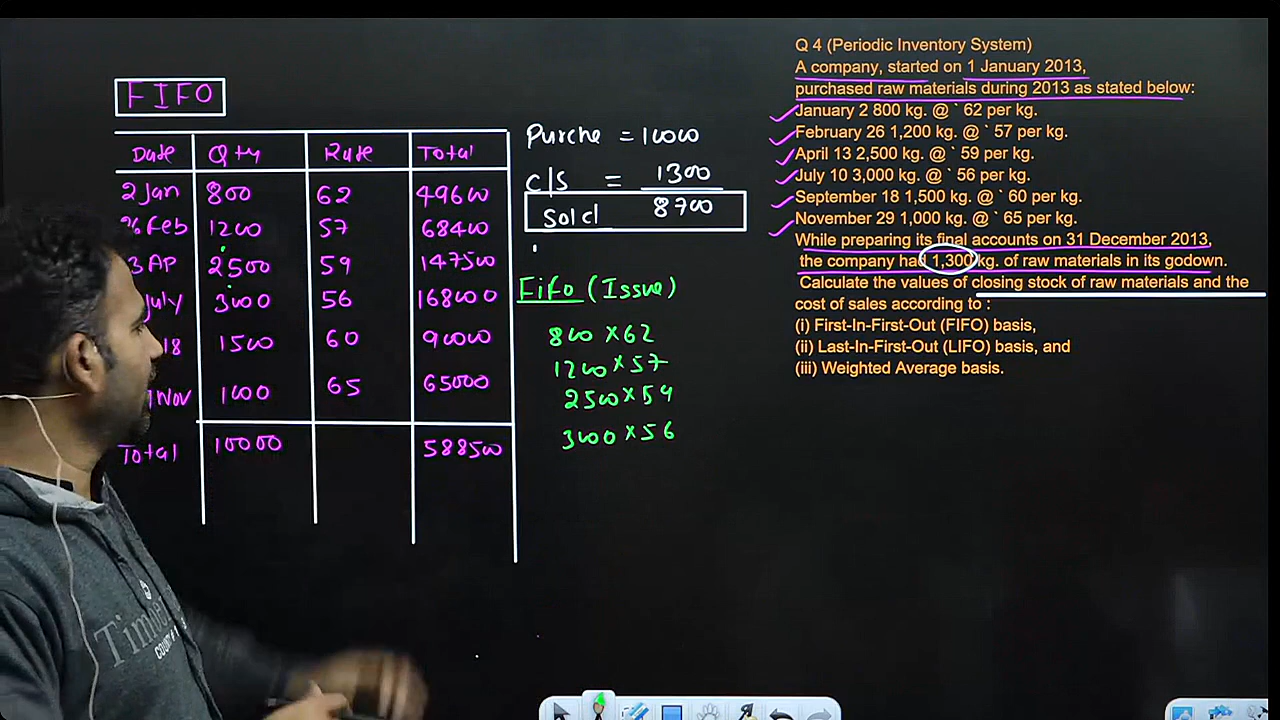 FIFO
Date Qty Rate Total
2 Jan 800 62 49600
26 Feb 1200 57 68400
3 AP 2500 59 147500
July 3000 56 168000
18 1500 60 90000
Nov 1000 65 65000
Total 10000 588500
Purche = 10000
C/S = 1300
Sold 8700
FiFo (Issue)
800 × 62
1200 × 57
2500 × 59
3000 × 56
Q 4 (Periodic Inventory System)
A company, started on 1 January 2013,
purchased raw materials during 2013 as stated below:
January 2 800 kg. @ ` 62 per kg.
February 26 1,200 kg. @ ` 57 per kg.
April 13 2,500 kg. @ ` 59 per kg.
July 10 3,000 kg. @ ` 56 per kg.
September 18 1,500 kg. @ ` 60 per kg.
November 29 1,000 kg. @ ` 65 per kg.
While preparing its final accounts on 31 December 2013,
the company had 1,300 kg. of raw materials in its godown.
Calculate the values of closing stock of raw materials and the
cost of sales according to :
(i) First-In-First-Out (FIFO) basis,
(ii) Last-In-First-Out (LIFO) basis, and
(iii) Weighted Average basis.